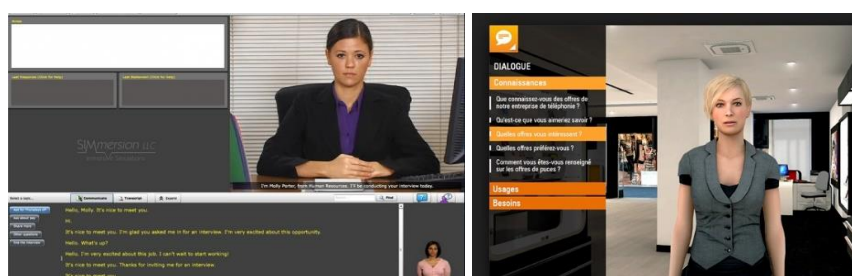 SIMmersion LLC
I'm Molly Porter, from Human Resources. I'll be conducting your interview today.
Communicate
Transcript
Score
Find
Hello, Molly. It's nice to meet you.
Hi.
It's nice to meet you. I'm glad you asked me in for an interview. I'm very excited about this opportunity.
Hello. What's up?
Hello. I'm very excited about this job. I can't wait to start working!
It's nice to meet you. Thanks for inviting me for an interview.
DIALOGUE
Connaissances
Que connaissez-vous des offres de
notre entreprise de téléphonie ?
Qu'est-ce que vous aimeriez savoir ?
Quelles offres vous intéressent ?
Quelles offres préférez-vous ?
Comment vous êtes-vous renseigné
sur les offres de puces ?
Usages
Besoins